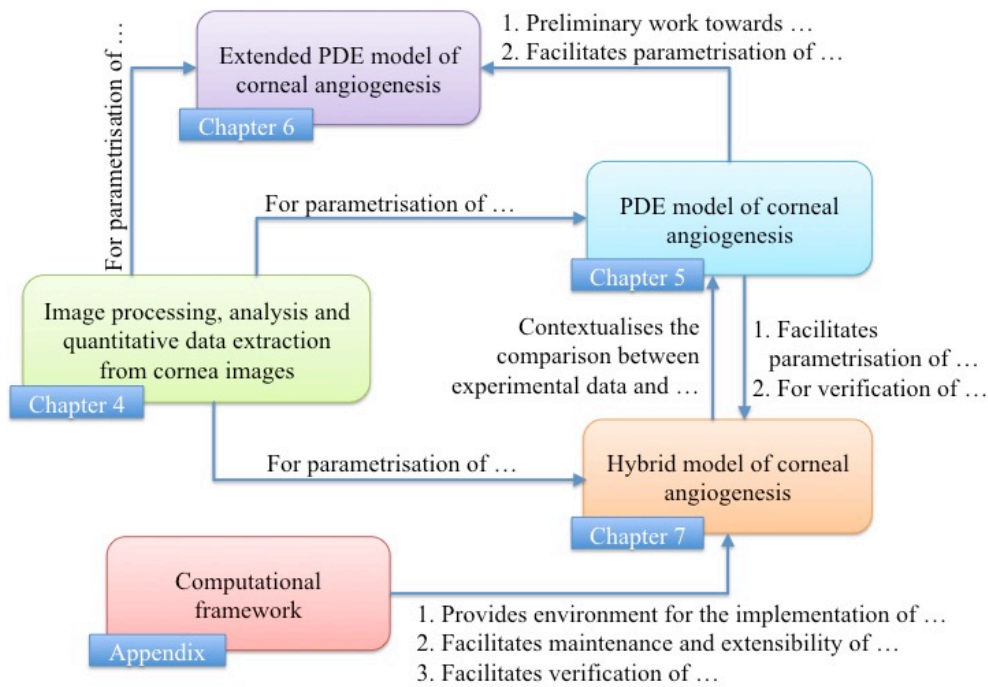 For parametrisation of …
Extended PDE model of
corneal angiogenesis
Chapter 6
1. Preliminary work towards …
2. Facilitates parametrisation of …
For parametrisation of …
PDE model of corneal
angiogenesis
Chapter 5
Image processing, analysis and
quantitative data extraction
from cornea images
Chapter 4
Contextualises the
comparison between
experimental data and …
1. Facilitates
parametrisation of …
2. For verification of …
For parametrisation of …
Hybrid model of corneal
angiogenesis
Chapter 7
Computational
framework
Appendix
1. Provides environment for the implementation of …
2. Facilitates maintenance and extensibility of …
3. Facilitates verification of …